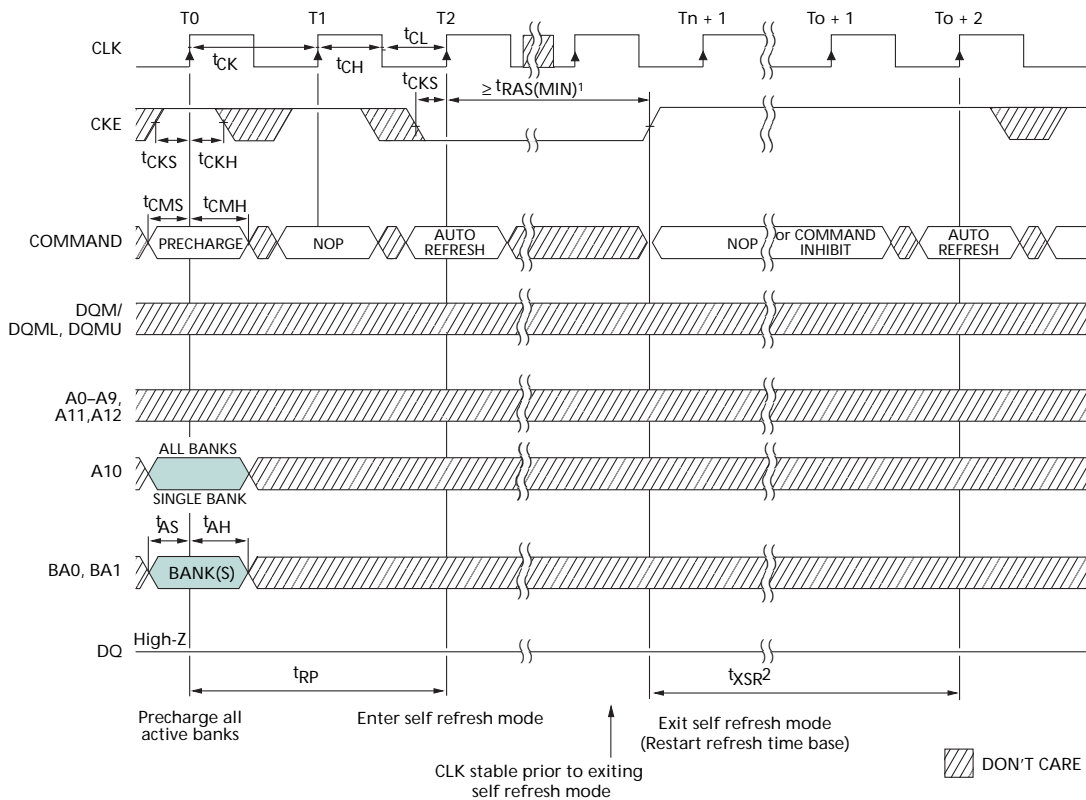 T0 T1 T2 Tn + 1 To + 1 To + 2
CLK
tCK tCH tCL
tCKS ≥ tRAS(MIN)1
CKE
tCKS tCKH
tCMS tCMH
COMMAND PRECHARGE NOP AUTO REFRESH NOP or COMMAND INHIBIT AUTO REFRESH
DQM/
DQML, DQMU
A0–A9,
A11,A12
ALL BANKS
A10
SINGLE BANK
tAS tAH
BA0, BA1 BANK(S)
High-Z
DQ
tRP tXSR2
Precharge all
active banks
Enter self refresh mode
Exit self refresh mode
(Restart refresh time base)
CLK stable prior to exiting
self refresh mode
DON'T CARE